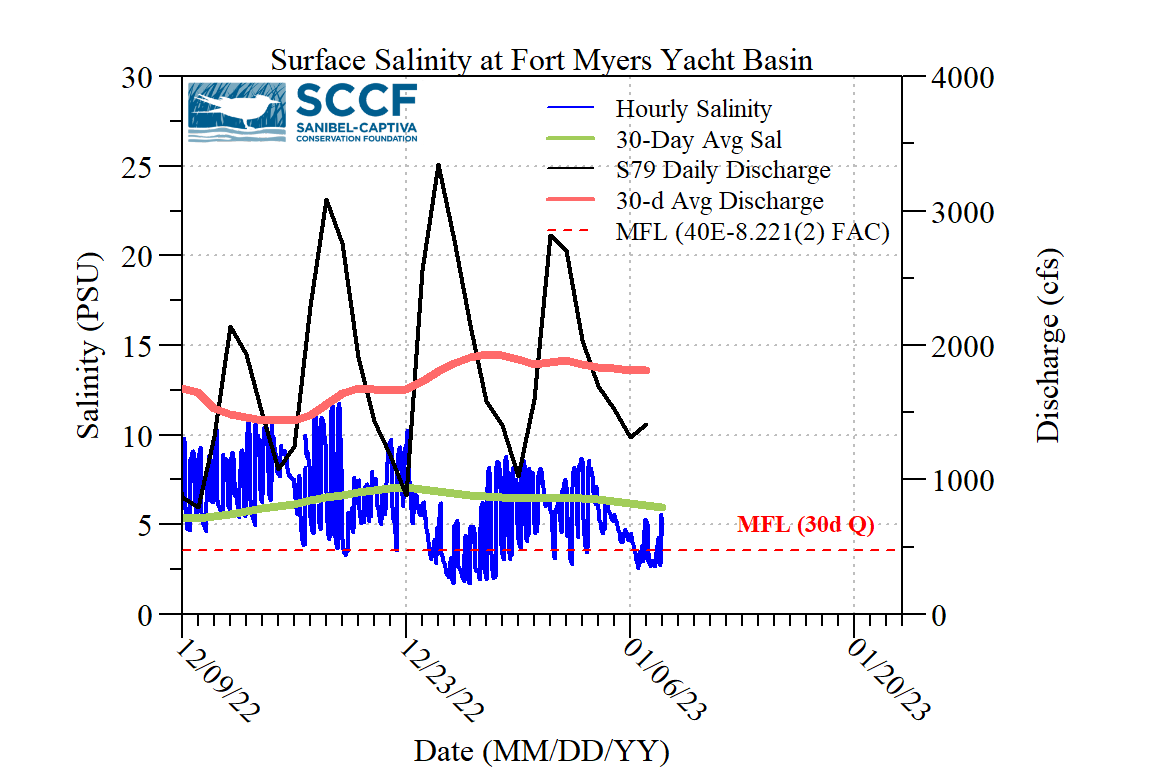 Surface Salinity at Fort Myers Yacht Basin
SCCF
SANIBEL-CAPTIVA
CONSERVATION FOUNDATION
Hourly Salinity
30-Day Avg Sal
S79 Daily Discharge
30-d Avg Discharge
MFL (40E-8.221(2) FAC)
30
25
20
15
10
5
0
Salinity (PSU)
4000
3000
2000
1000
0
Discharge (cfs)
MFL (30d Q)
12/09/22
12/23/22
01/06/23
01/20/23
Date (MM/DD/YY)